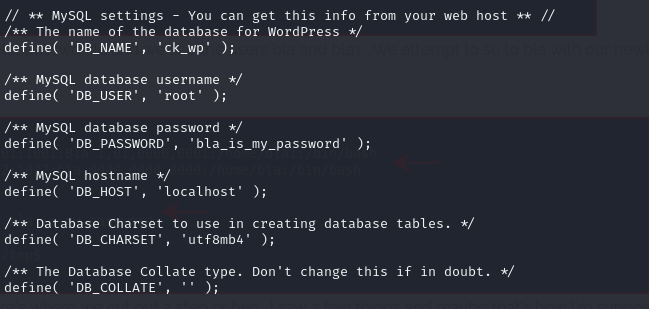 // ** MySQL settings - You can get this info from your web host ** //
/** The name of the database for WordPress */
define( 'DB_NAME', 'ck_wp' );
/** MySQL database username */
define( 'DB_USER', 'root' );
/** MySQL database password */
define( 'DB_PASSWORD', 'bla_is_my_password' );
/** MySQL hostname */
define( 'DB_HOST', 'localhost' );
/** Database Charset to use in creating database tables. */
define( 'DB_CHARSET', 'utf8mb4' );
/** The Database Collate type. Don't change this if in doubt. */
define( 'DB_COLLATE', '' );